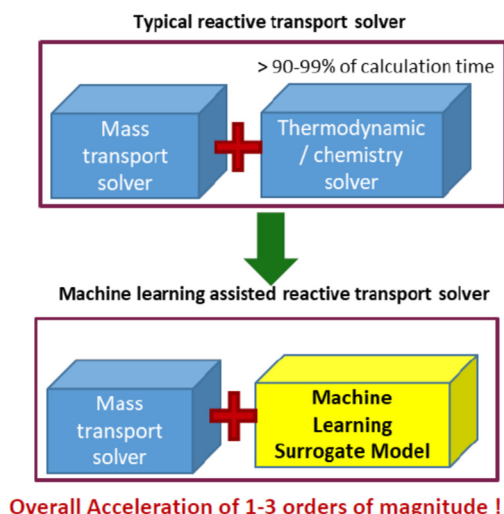 Typical reactive transport solver
> 90-99% of calculation time
Mass
transport
solver
Thermodynamic
/ chemistry
solver
Machine learning assisted reactive transport solver
Mass
transport
solver
Machine
Learning
Surrogate Model
Overall Acceleration of 1-3 orders of magnitude !